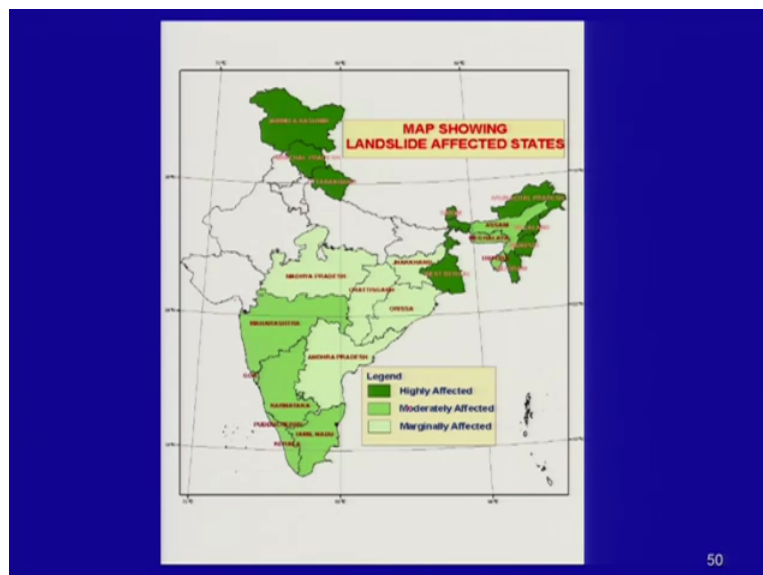 MAP SHOWING
LANDSLIDE AFFECTED STATES
JAMMU & KASHMIR
HIMACHAL PRADESH
UTTARAKHAND
ARUNACHAL PRADESH
SIKKIM
ASSAM
NAGALAND
MEGHALAYA
MANIPUR
TRIPURA
MIZORAM
JHARKHAND
WEST BENGAL
MADHYA PRADESH
CHATTISGARH
ORISSA
MAHARASHTRA
ANDHRA PRADESH
GOA
KARNATAKA
PUDDUCHERRY
TAMIL NADU
KERALA
Legend
Highly Affected
Moderately Affected
Marginally Affected
50